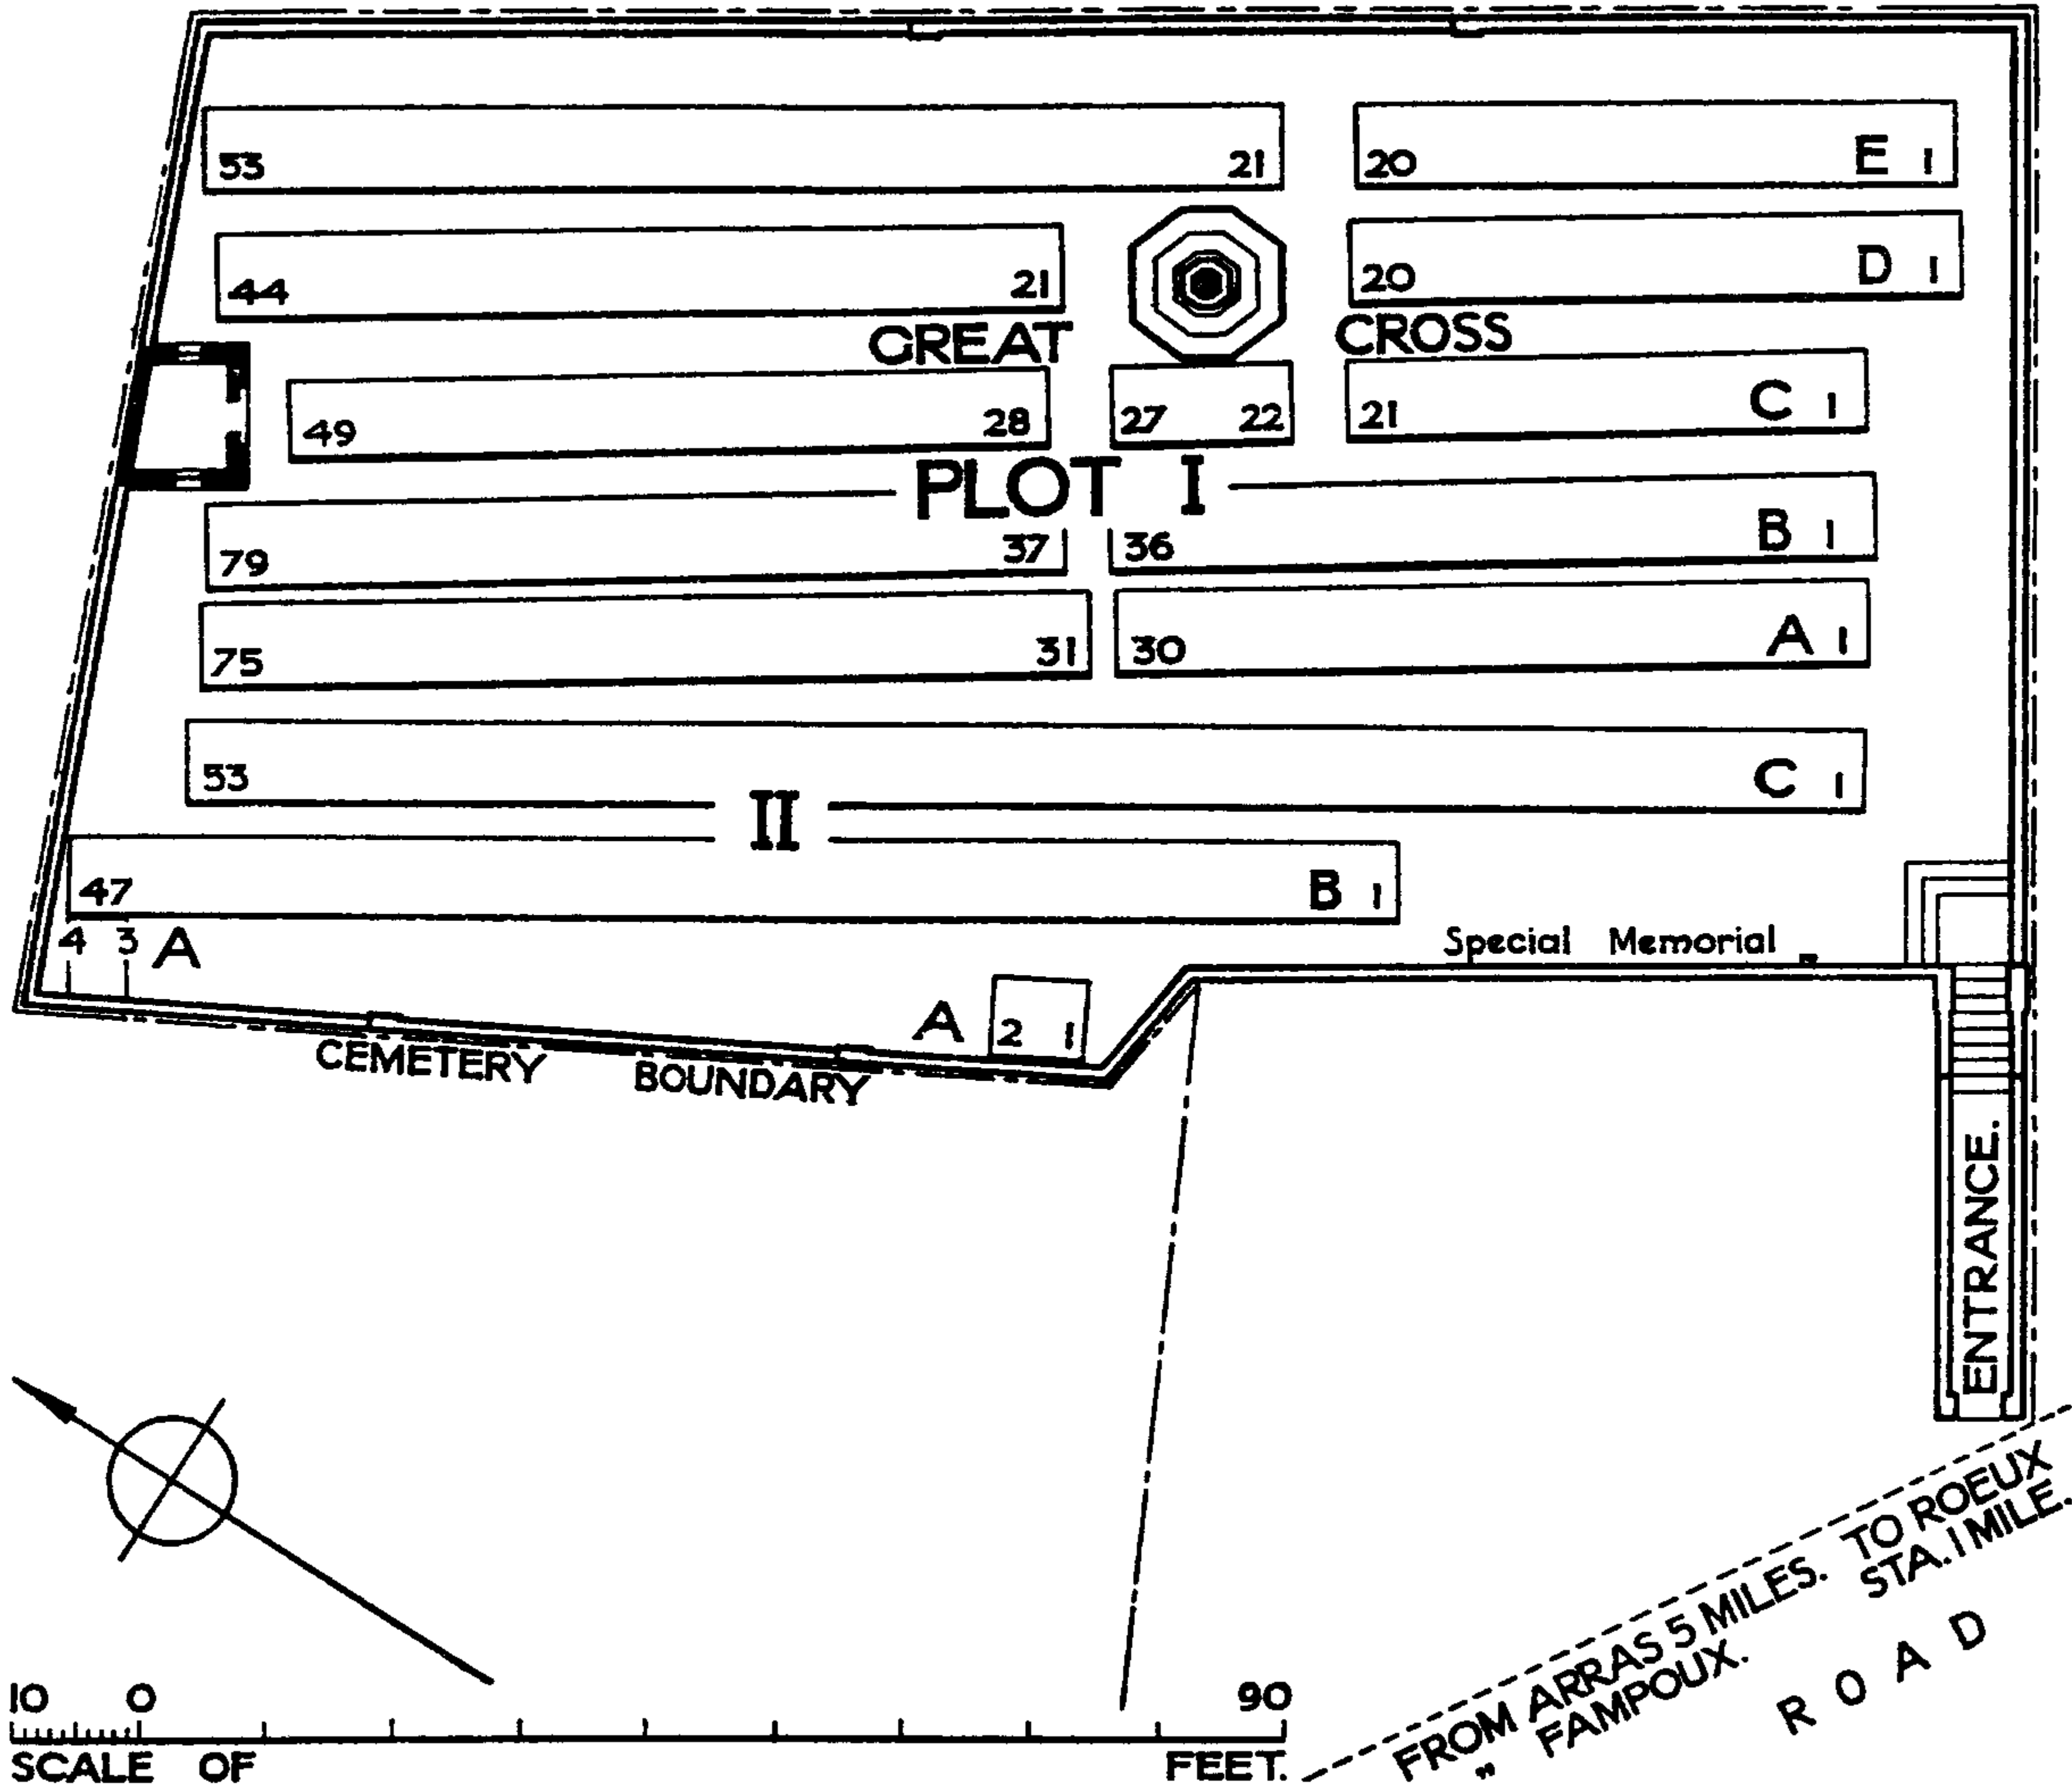 53 21 20 E 1
44 21 20 D 1
GREAT CROSS
49 28 27 22 21 C 1
PLOT I
79 37 36 B 1
75 31 30 A 1
53 C 1
II
47 B 1
4 3 A
Special Memorial
A 2 1
CEMETERY BOUNDARY
ENTRANCE.
TO ROEUX
STA. 1 MILE.
FROM ARRAS 5 MILES.
" FAMPOUX.
ROAD
10 0 90
SCALE OF FEET.